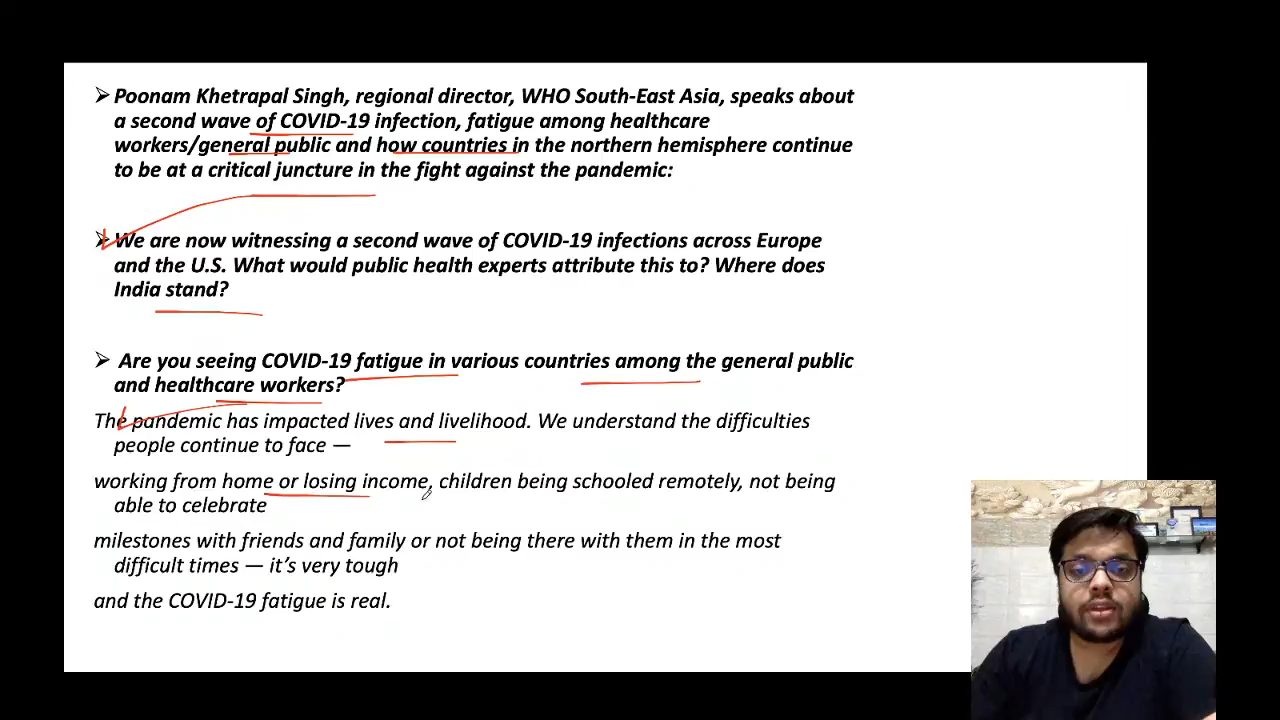 ➢ Poonam Khetrapal Singh, regional director, WHO South-East Asia, speaks about
a second wave of COVID-19 infection, fatigue among healthcare
workers/general public and how countries in the northern hemisphere continue
to be at a critical juncture in the fight against the pandemic:
➢ We are now witnessing a second wave of COVID-19 infections across Europe
and the U.S. What would public health experts attribute this to? Where does
India stand?
➢ Are you seeing COVID-19 fatigue in various countries among the general public
and healthcare workers?
The pandemic has impacted lives and livelihood. We understand the difficulties
people continue to face —
working from home or losing income, children being schooled remotely, not being
able to celebrate
milestones with friends and family or not being there with them in the most
difficult times — it’s very tough
and the COVID-19 fatigue is real.